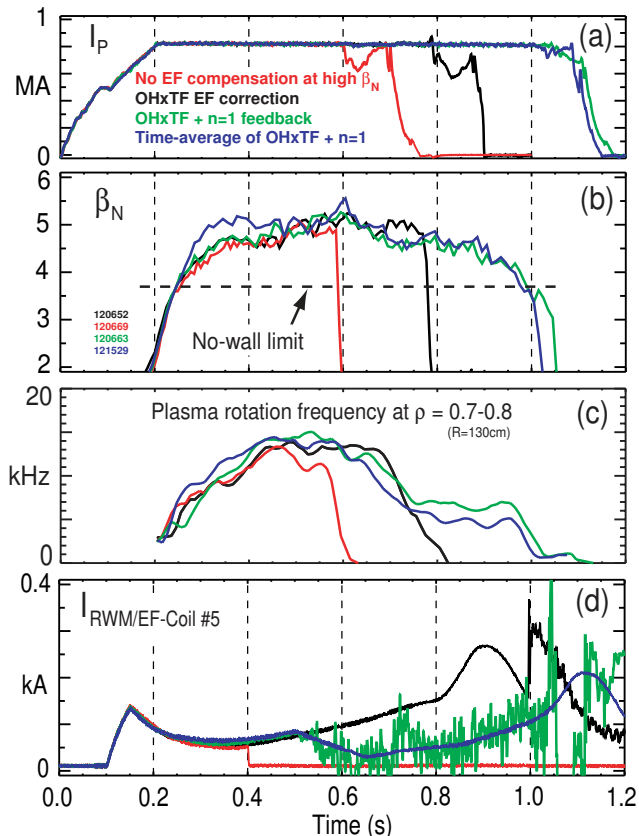 1
I_P
(a)
MA
No EF compensation at high β_N
OHxTF EF correction
OHxTF + n=1 feedback
Time-average of OHxTF + n=1
0
6
β_N
(b)
5
4
120652
120669
120663
121529
No-wall limit
3
2
20
Plasma rotation frequency at ρ = 0.7-0.8
(R=130cm)
(c)
kHz
0
0.4
I_RWM/EF-Coil #5
(d)
kA
0
0.0 0.2 0.4 0.6 0.8 1.0 1.2
Time (s)